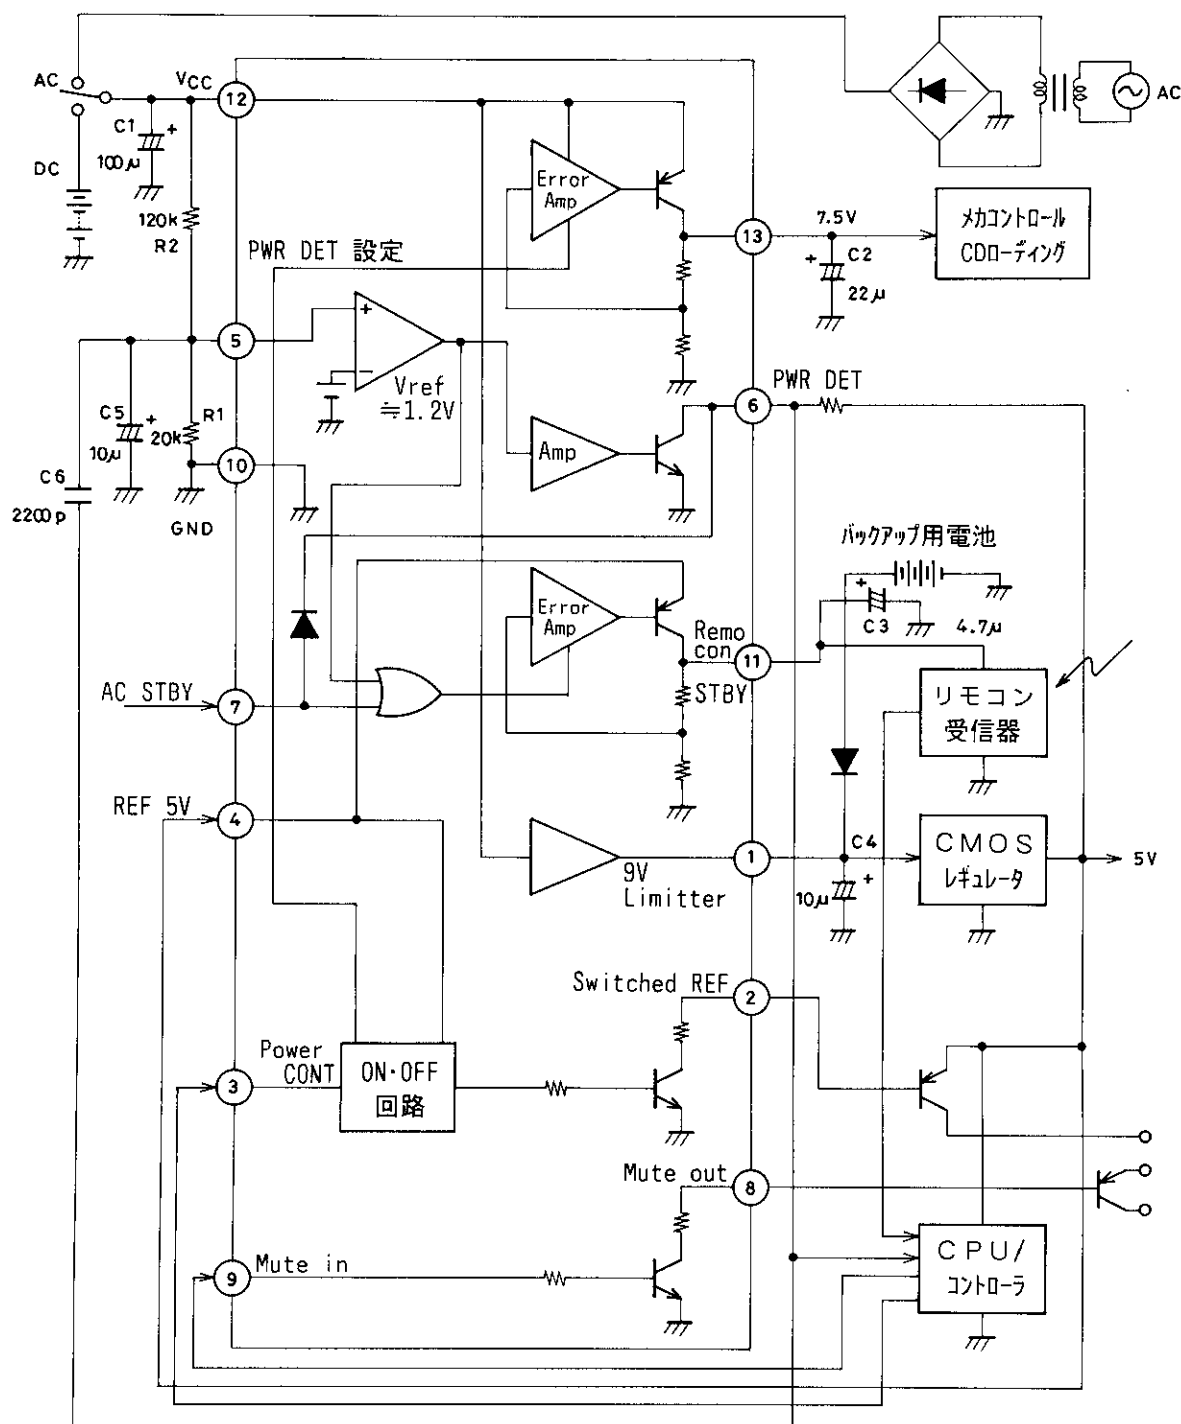 AC
AC
VCC
12
C1
+
100μ
DC
120k
R2
Error
Amp
13
7.5V
+
C2
22μ
メカコントロール
CDローディング
PWR DET 設定
5
+
−
Vref
≒1.2V
6
PWR DET
C5
+
10μ
R1
20k
10
GND
C6
2200p
Amp
バックアップ用電池
Error
Amp
Remo
con
11
STBY
+
C3
4.7μ
リモコン
受信器
AC STBY
7
REF 5V
4
9V
Limitter
1
C4
+
10μ
CMOS
レギュレータ
5V
Switched REF
2
Power
CONT
3
ON·OFF
回路
Mute out
8
Mute in
9
CPU/
コントローラ